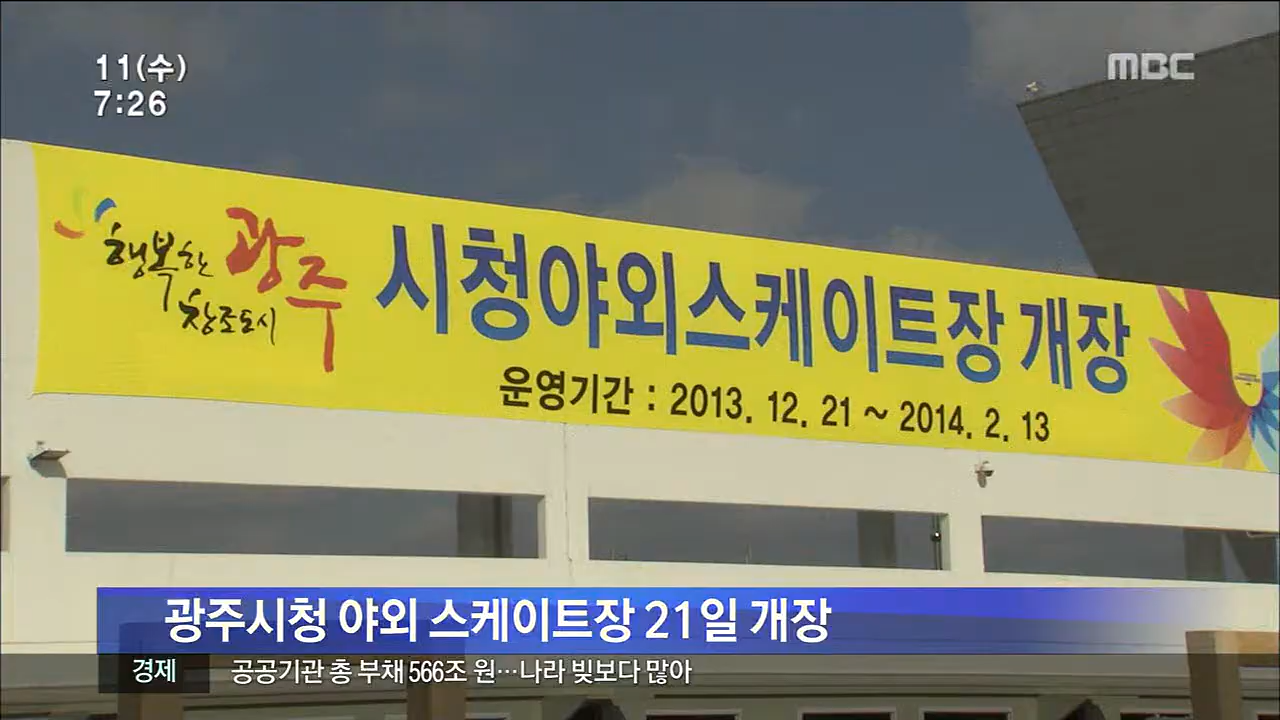 11(수)
7:26
MBC
행복한 광주
창조도시
시청야외스케이트장 개장
운영기간 : 2013. 12. 21 ~ 2014. 2. 13
광주시청 야외 스케이트장 21일 개장
경제 공공기관 총 부채 566조 원…나라 빚보다 많아